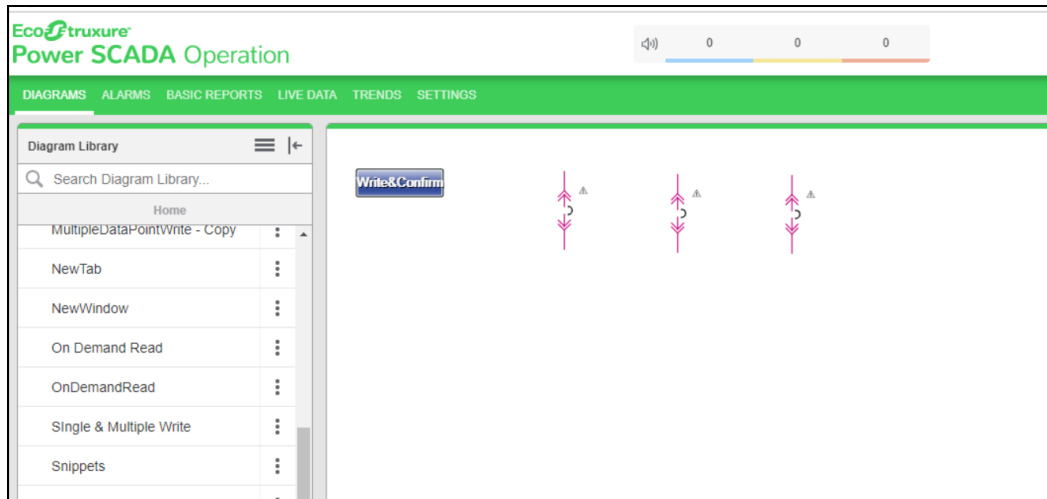 EcoStruxure
Power SCADA Operation
0 0 0
DIAGRAMS ALARMS BASIC REPORTS LIVE DATA TRENDS SETTINGS
Diagram Library
Search Diagram Library...
Home
MultipleDataPointWrite - Copy
NewTab
NewWindow
On Demand Read
OnDemandRead
SIngle & Multiple Write
Snippets
Write&Confirm